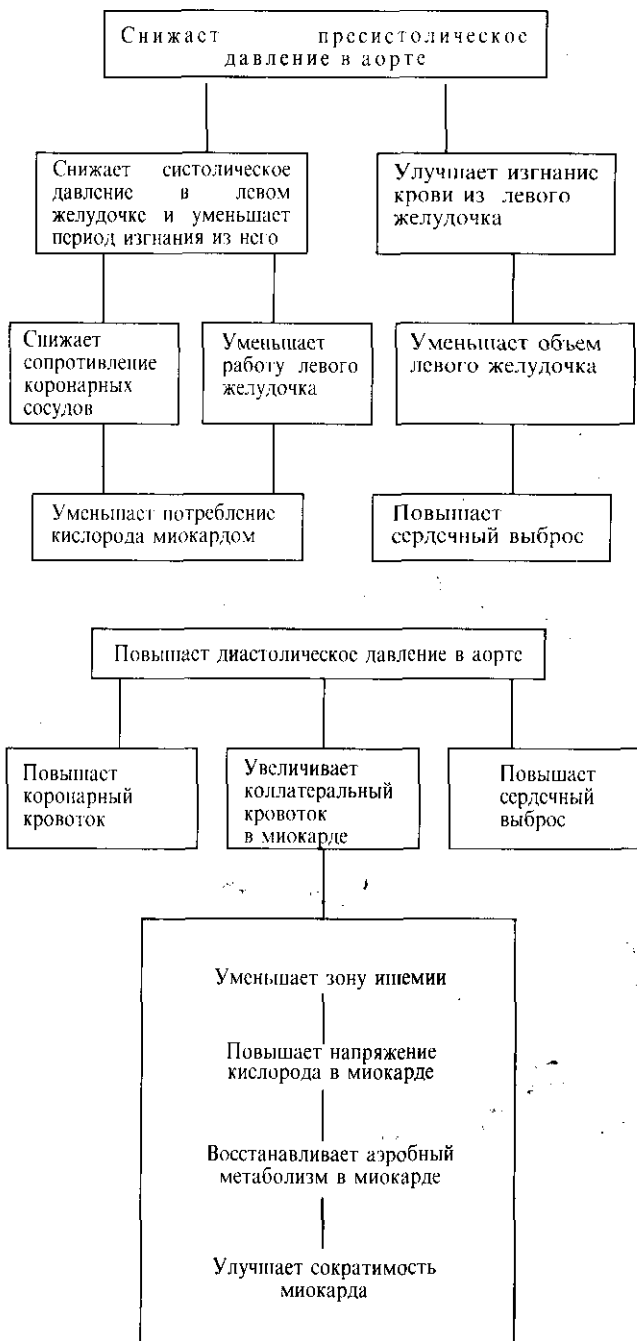 Снижает пресистолическое
давление в аорте
Снижает систолическое
давление в левом
желудочке и уменьшает
период изгнания из него
Улучшает изгнание
крови из левого
желудочка
Снижает
сопротивление
коронарных
сосудов
Уменьшает
работу левого
желудочка
Уменьшает объем
левого желудочка
Уменьшает потребление
кислорода миокардом
Повышает
сердечный выброс
Повышает диастолическое давление в аорте
Повышает
коронарный
кровоток
Увеличивает
коллатеральный
кровоток
в миокарде
Повышает
сердечный
выброс
Уменьшает зону ишемии
Повышает напряжение
кислорода в миокарде
Восстанавливает аэробный
метаболизм в миокарде
Улучшает сократимость
миокарда